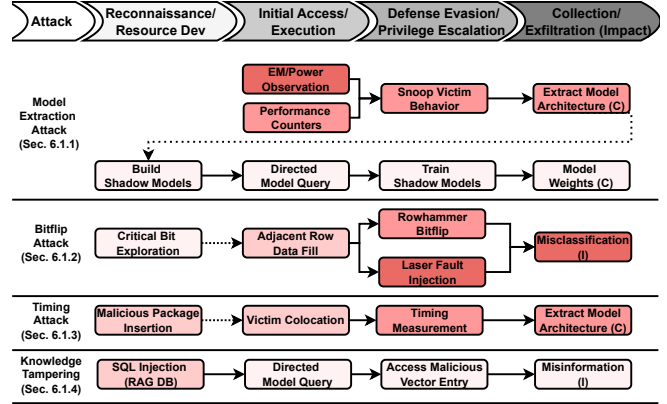 Attack
Reconnaissance/
Resource Dev
Initial Access/
Execution
Defense Evasion/
Privilege Escalation
Collection/
Exfiltration (Impact)
Model
Extraction
Attack
(Sec. 6.1.1)
EM/Power
Observation
Performance
Counters
Snoop Victim
Behavior
Extract Model
Architecture (C)
Build
Shadow Models
Directed
Model Query
Train
Shadow Models
Model
Weights (C)
Bitflip
Attack
(Sec. 6.1.2)
Critical Bit
Exploration
Adjacent Row
Data Fill
Rowhammer
Bitflip
Laser Fault
Injection
Misclassification
(I)
Timing
Attack
(Sec. 6.1.3)
Malicious Package
Insertion
Victim Colocation
Timing
Measurement
Extract Model
Architecture (C)
Knowledge
Tampering
(Sec. 6.1.4)
SQL Injection
(RAG DB)
Directed
Model Query
Access Malicious
Vector Entry
Misinformation
(I)